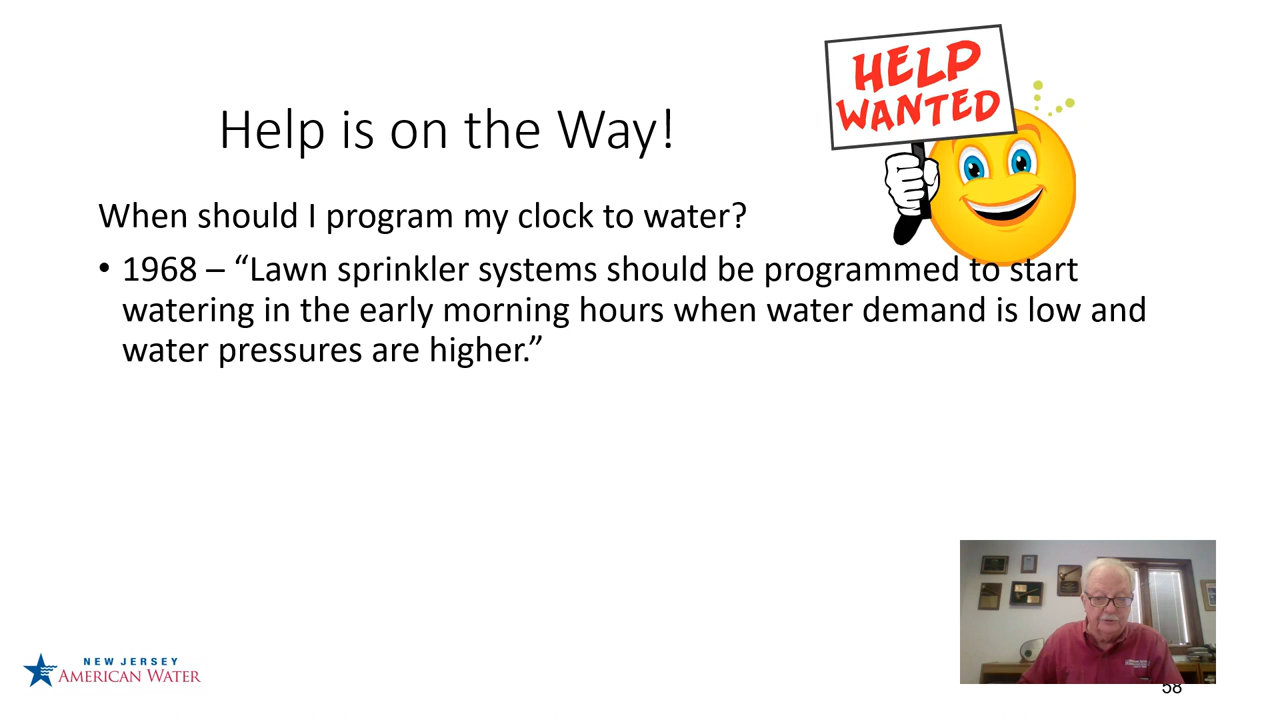 HELP
WANTED
Help is on the Way!
When should I program my clock to water?
• 1968 – “Lawn sprinkler systems should be programmed to start
watering in the early morning hours when water demand is low and
water pressures are higher.”
NEW JERSEY
AMERICAN WATER
58